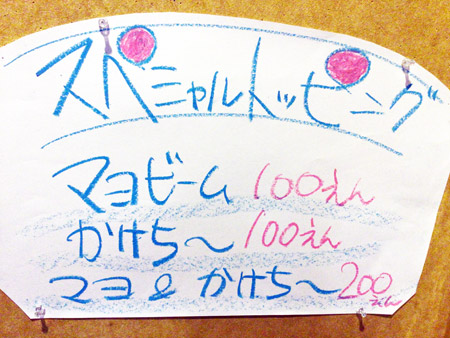 スペシャルトッピング
マヨビーム 100えん
かけち〜 100えん
マヨ & かけち〜 200えん